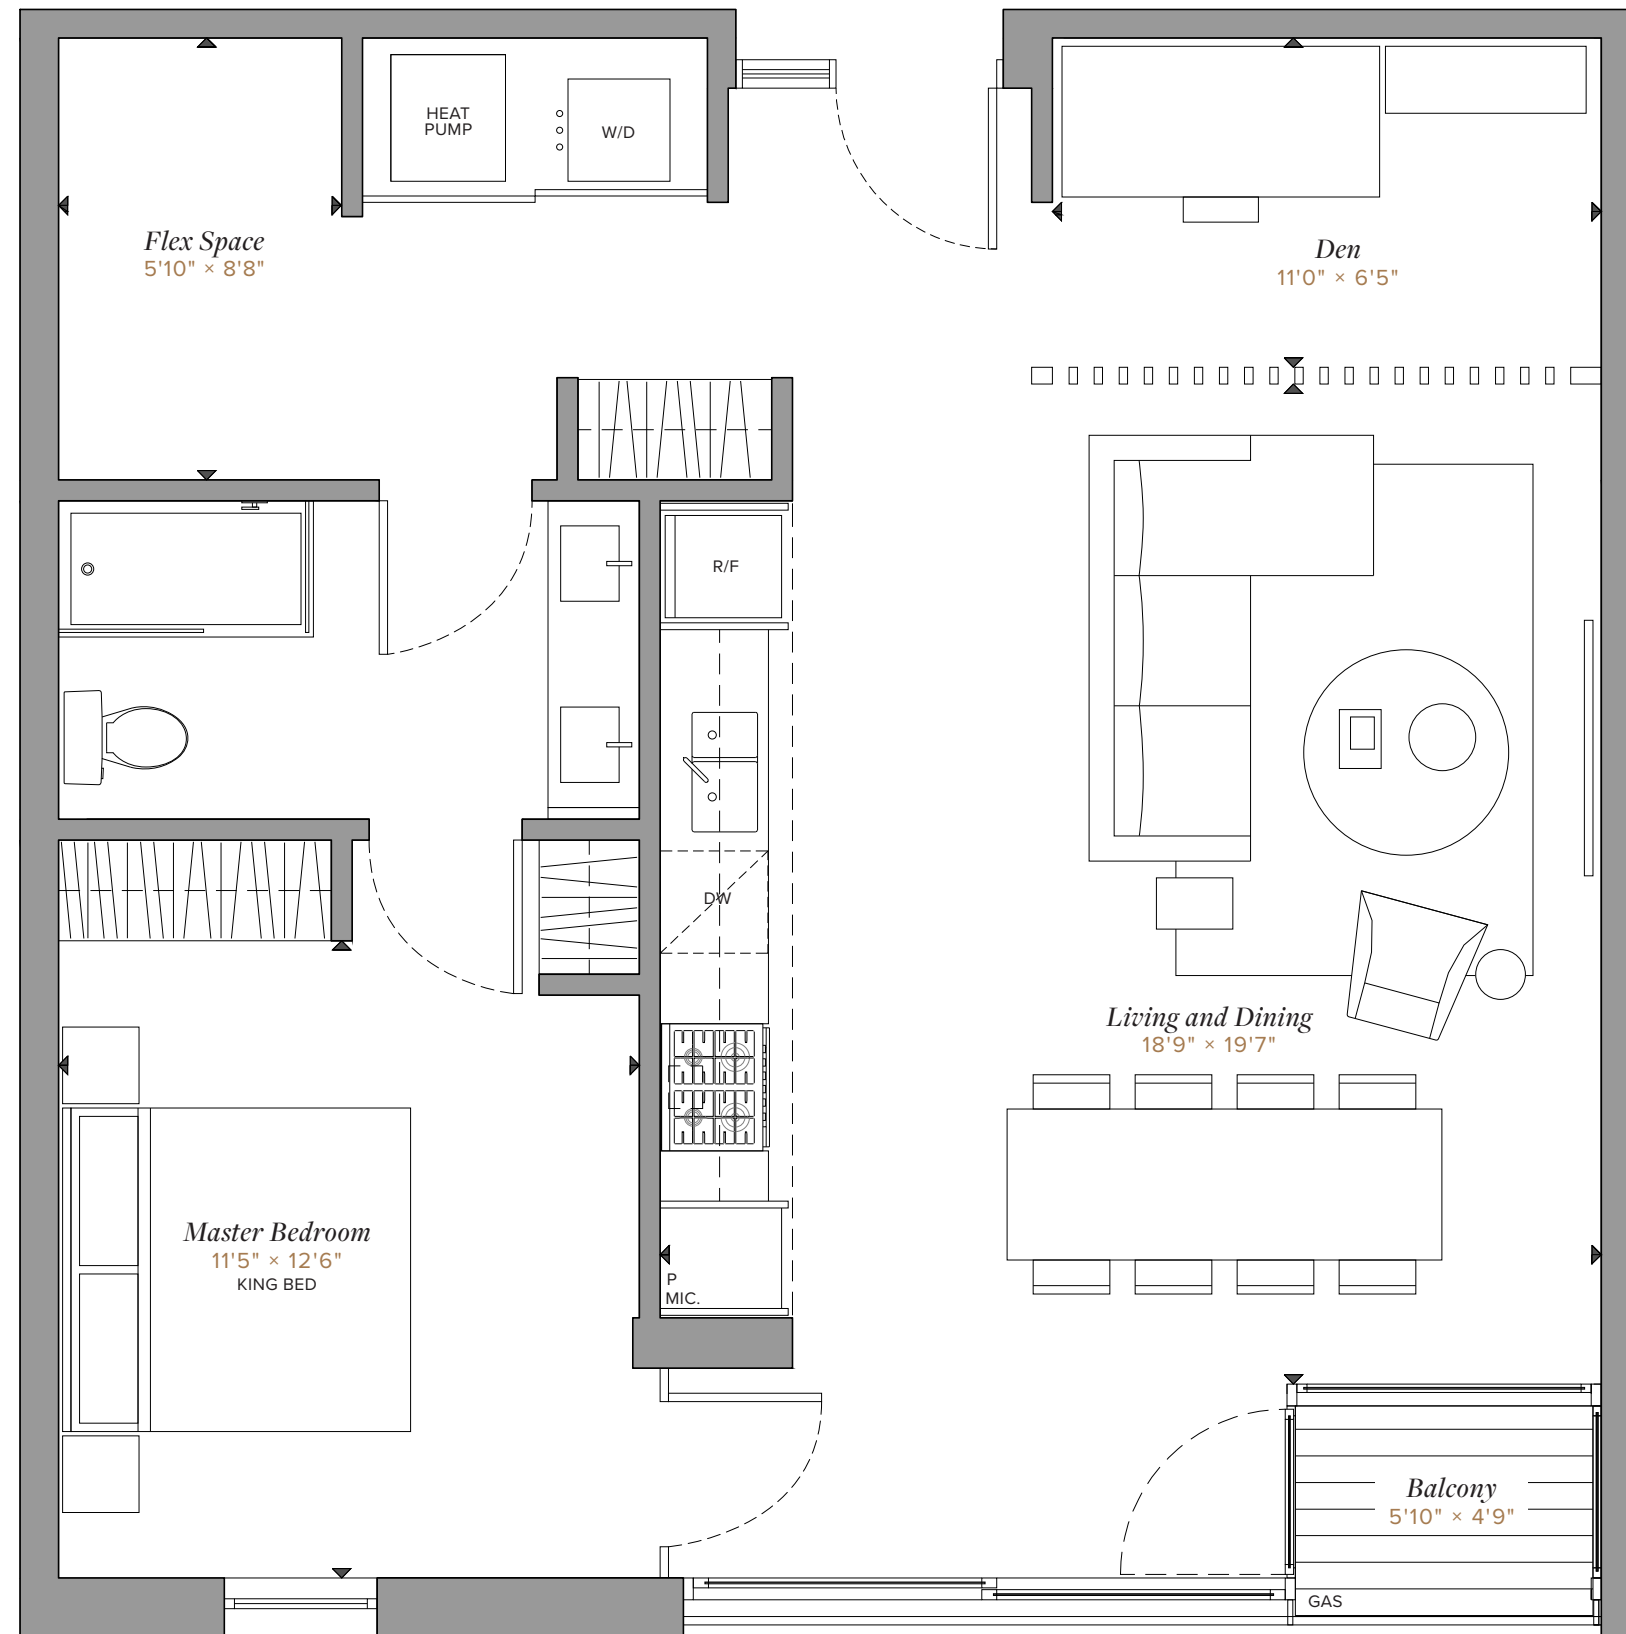 HEAT
PUMP
W/D
Flex Space
5'10" × 8'8"
Den
11'0" × 6'5"
R/F
DW
Living and Dining
18'9" × 19'7"
Master Bedroom
11'5" × 12'6"
KING BED
P
MIC.
Balcony
5'10" × 4'9"
GAS